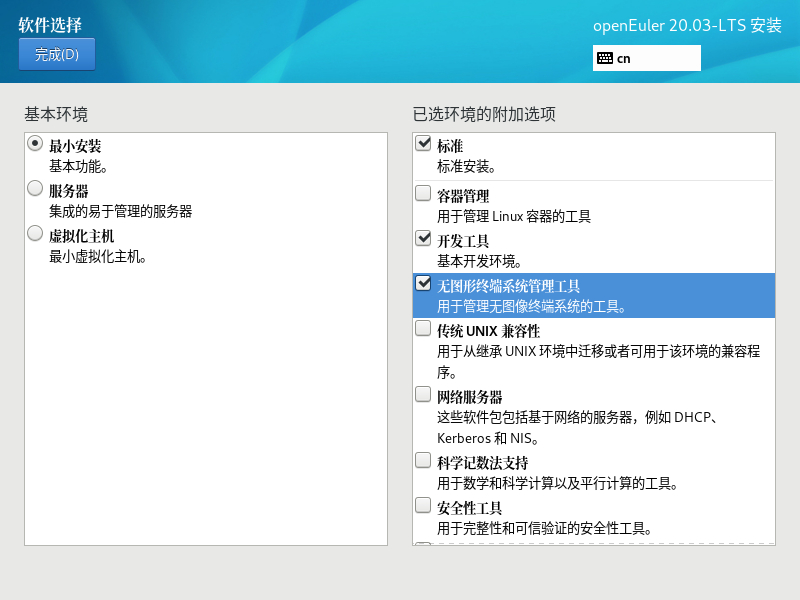 软件选择
openEuler 20.03-LTS 安装
完成(D)
cn
基本环境
最小安装
基本功能。
服务器
集成的易于管理的服务器
虚拟化主机
最小虚拟化主机。
已选环境的附加选项
标准
标准安装。
容器管理
用于管理 Linux 容器的工具
开发工具
基本开发环境。
无图形终端系统管理工具
用于管理无图像终端系统的工具。
传统 UNIX 兼容性
用于从继承 UNIX 环境中迁移或者可用于该环境的兼容程
序。
网络服务器
这些软件包包括基于网络的服务器，例如 DHCP、
Kerberos 和 NIS。
科学记数法支持
用于数学和科学计算以及平行计算的工具。
安全性工具
用于完整性和可信验证的安全性工具。